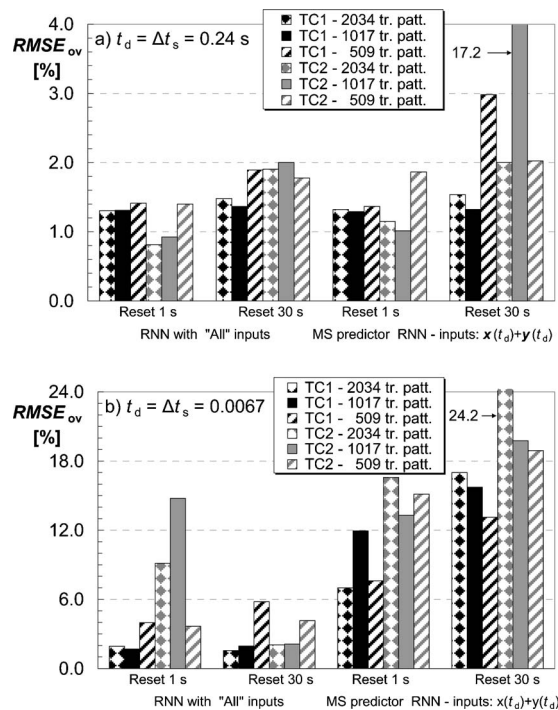 a) t_d = Δt_s = 0.24 s
RMSE_ov
[%]
TC1 - 2034 tr. patt.
TC1 - 1017 tr. patt.
TC1 - 509 tr. patt.
TC2 - 2034 tr. patt.
TC2 - 1017 tr. patt.
TC2 - 509 tr. patt.
17.2
4.0
3.0
2.0
1.0
0.0
Reset 1 s
Reset 30 s
Reset 1 s
Reset 30 s
RNN with "All" inputs
MS predictor RNN - inputs: x(t_d)+y(t_d)
b) t_d = Δt_s = 0.0067
RMSE_ov
[%]
TC1 - 2034 tr. patt.
TC1 - 1017 tr. patt.
TC1 - 509 tr. patt.
TC2 - 2034 tr. patt.
TC2 - 1017 tr. patt.
TC2 - 509 tr. patt.
24.2
24.0
18.0
12.0
6.0
0.0
Reset 1 s
Reset 30 s
Reset 1 s
Reset 30 s
RNN with "All" inputs
MS predictor RNN - inputs: x(t_d)+y(t_d)